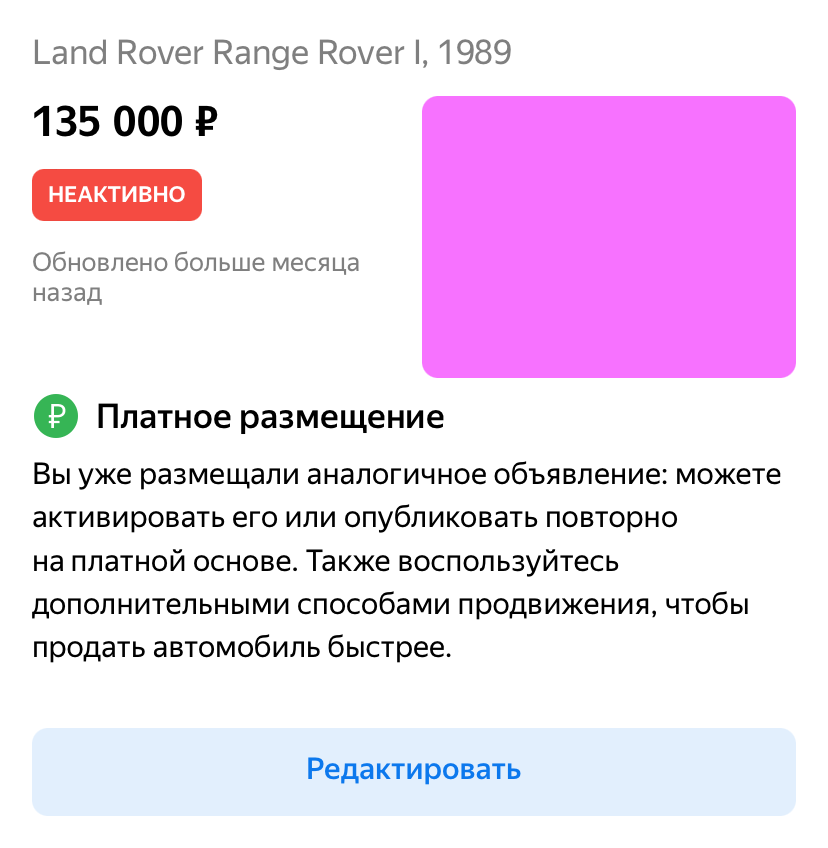 Land Rover Range Rover I, 1989
135 000 ₽
НЕАКТИВНО
Обновлено больше месяца
назад
₽ Платное размещение
Вы уже размещали аналогичное объявление: можете
активировать его или опубликовать повторно
на платной основе. Также воспользуйтесь
дополнительными способами продвижения, чтобы
продать автомобиль быстрее.
Редактировать